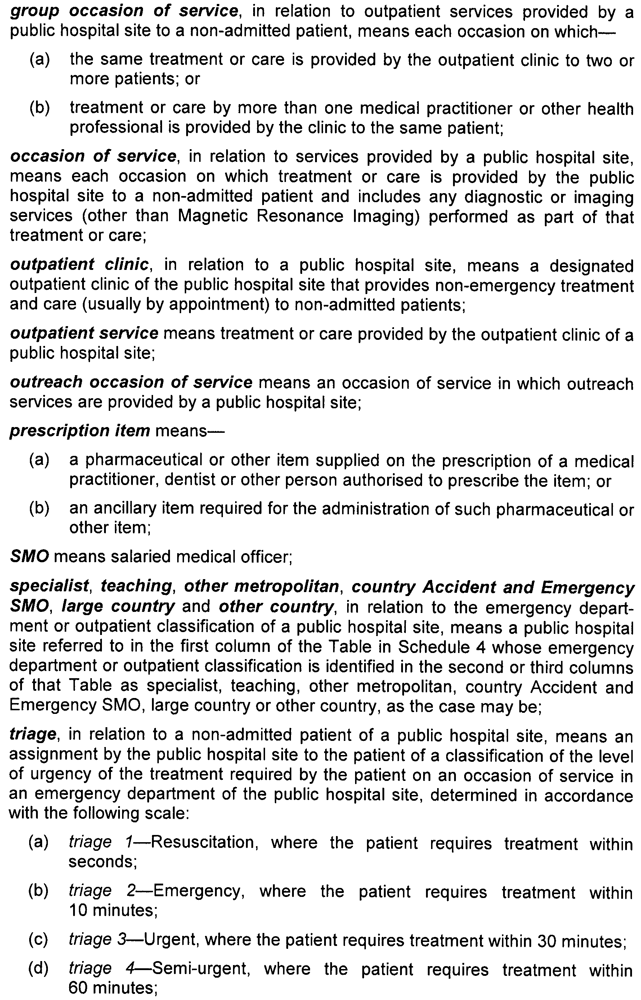 group occasion of service, in relation to outpatient services provided by a
public hospital site to a non-admitted patient, means each occasion on which—
(a) the same treatment or care is provided by the outpatient clinic to two or
more patients; or
(b) treatment or care by more than one medical practitioner or other health
professional is provided by the clinic to the same patient;
occasion of service, in relation to services provided by a public hospital site,
means each occasion on which treatment or care is provided by the public
hospital site to a non-admitted patient and includes any diagnostic or imaging
services (other than Magnetic Resonance Imaging) performed as part of that
treatment or care;
outpatient clinic, in relation to a public hospital site, means a designated
outpatient clinic of the public hospital site that provides non-emergency treatment
and care (usually by appointment) to non-admitted patients;
outpatient service means treatment or care provided by the outpatient clinic of a
public hospital site;
outreach occasion of service means an occasion of service in which outreach
services are provided by a public hospital site;
prescription item means—
(a) a pharmaceutical or other item supplied on the prescription of a medical
practitioner, dentist or other person authorised to prescribe the item; or
(b) an ancillary item required for the administration of such pharmaceutical or
other item;
SMO means salaried medical officer;
specialist, teaching, other metropolitan, country Accident and Emergency
SMO, large country and other country, in relation to the emergency depart-
ment or outpatient classification of a public hospital site, means a public hospital
site referred to in the first column of the Table in Schedule 4 whose emergency
department or outpatient classification is identified in the second or third columns
of that Table as specialist, teaching, other metropolitan, country Accident and
Emergency SMO, large country or other country, as the case may be;
triage, in relation to a non-admitted patient of a public hospital site, means an
assignment by the public hospital site to the patient of a classification of the level
of urgency of the treatment required by the patient on an occasion of service in
an emergency department of the public hospital site, determined in accordance
with the following scale:
(a) triage 1—Resuscitation, where the patient requires treatment within
seconds;
(b) triage 2—Emergency, where the patient requires treatment within
10 minutes;
(c) triage 3—Urgent, where the patient requires treatment within 30 minutes;
(d) triage 4—Semi-urgent, where the patient requires treatment within
60 minutes;